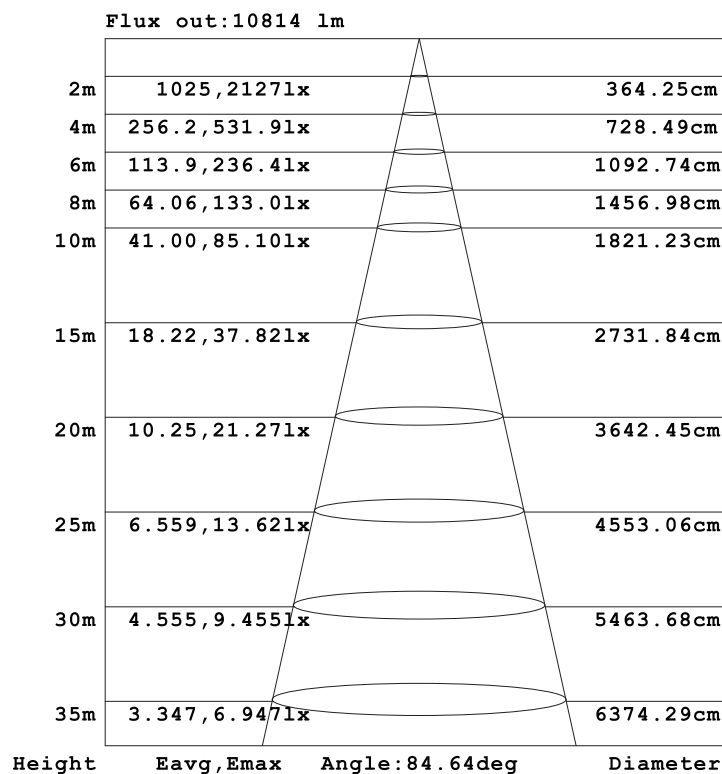 Flux out:10814 lm
2m 1025,2127lx 364.25cm
4m 256.2,531.9lx 728.49cm
6m 113.9,236.4lx 1092.74cm
8m 64.06,133.0lx 1456.98cm
10m 41.00,85.10lx 1821.23cm
15m 18.22,37.82lx 2731.84cm
20m 10.25,21.27lx 3642.45cm
25m 6.559,13.62lx 4553.06cm
30m 4.555,9.455lx 5463.68cm
35m 3.347,6.947lx 6374.29cm
Height Eavg,Emax Angle:84.64deg Diameter